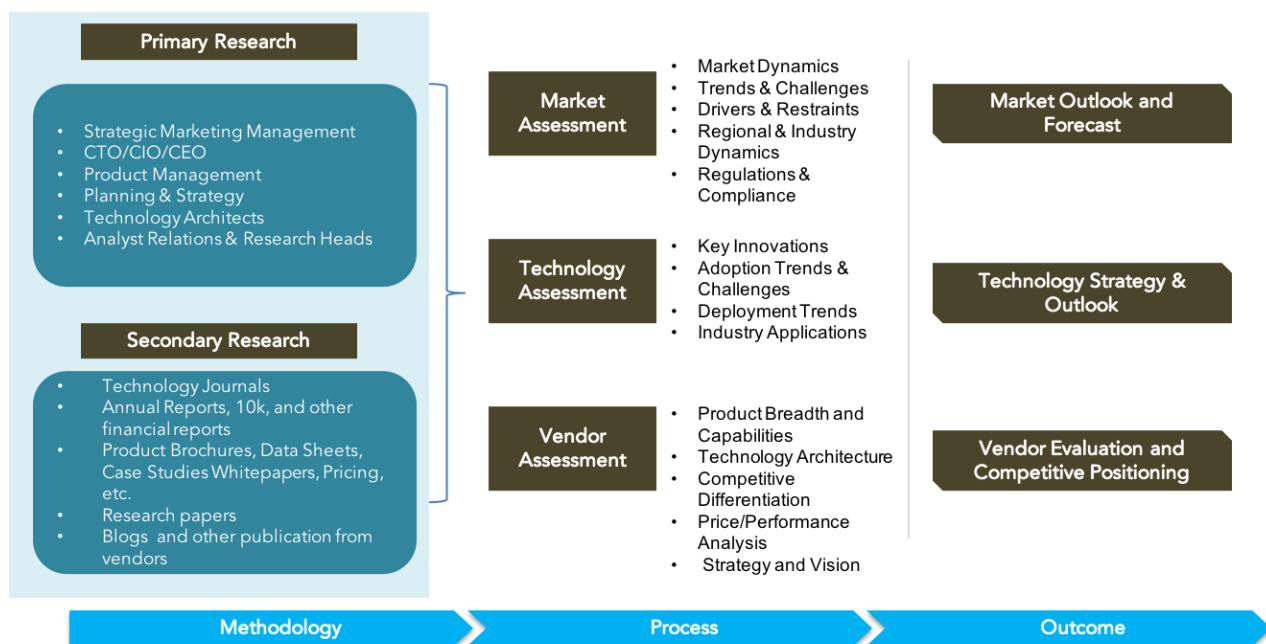 Primary Research
Strategic Marketing Management
CTO/CIO/CEO
Product Management
Planning & Strategy
Technology Architects
Analyst Relations & Research Heads
Secondary Research
Technology Journals
Annual Reports, 10k, and other
financial reports
Product Brochures, Data Sheets,
Case Studies Whitepapers, Pricing,
etc.
Research papers
Blogs and other publication from
vendors
Market
Assessment
Market Dynamics
Trends & Challenges
Drivers & Restraints
Regional & Industry
Dynamics
Regulations &
Compliance
Technology
Assessment
Key Innovations
Adoption Trends &
Challenges
Deployment Trends
Industry Applications
Vendor
Assessment
Product Breadth and
Capabilities
Technology Architecture
Competitive
Differentiation
Price/Performance
Analysis
Strategy and Vision
Market Outlook and
Forecast
Technology Strategy &
Outlook
Vendor Evaluation and
Competitive Positioning
Methodology
Process
Outcome